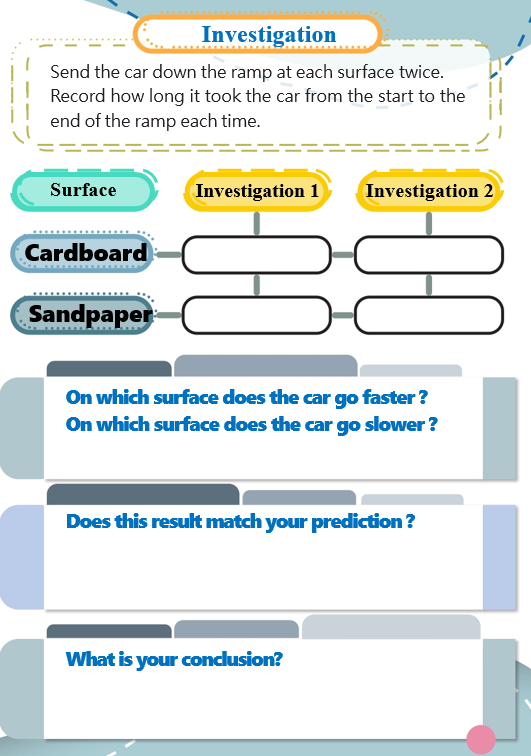 Investigation
Send the car down the ramp at each surface twice.
Record how long it took the car from the start to the
end of the ramp each time.
Surface Investigation 1 Investigation 2
Cardboard
Sandpaper
On which surface does the car go faster ?
On which surface does the car go slower ?
Does this result match your prediction ?
What is your conclusion?